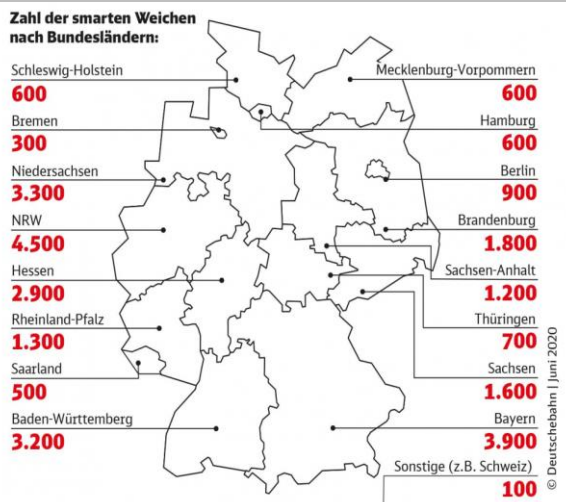 Zahl der smarten Weichen
nach Bundesländern:
Schleswig-Holstein
600
Bremen
300
Niedersachsen
3.300
NRW
4.500
Hessen
2.900
Rheinland-Pfalz
1.300
Saarland
500
Baden-Württemberg
3.200
Mecklenburg-Vorpommern
600
Hamburg
600
Berlin
900
Brandenburg
1.800
Sachsen-Anhalt
1.200
Thüringen
700
Sachsen
1.600
Bayern
3.900
Sonstige (z.B. Schweiz)
100
© Deutschebahn | Juni 2020